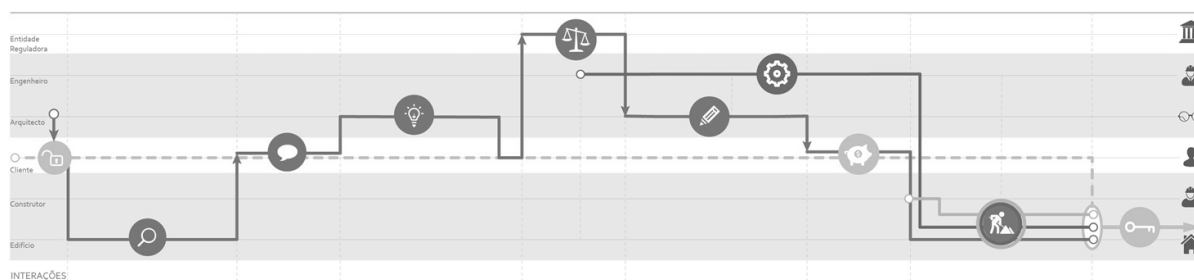 Entidade
Reguladora
Engenheiro
Arquitecto
Cliente
Construtor
Edifício
INTERAÇÕES